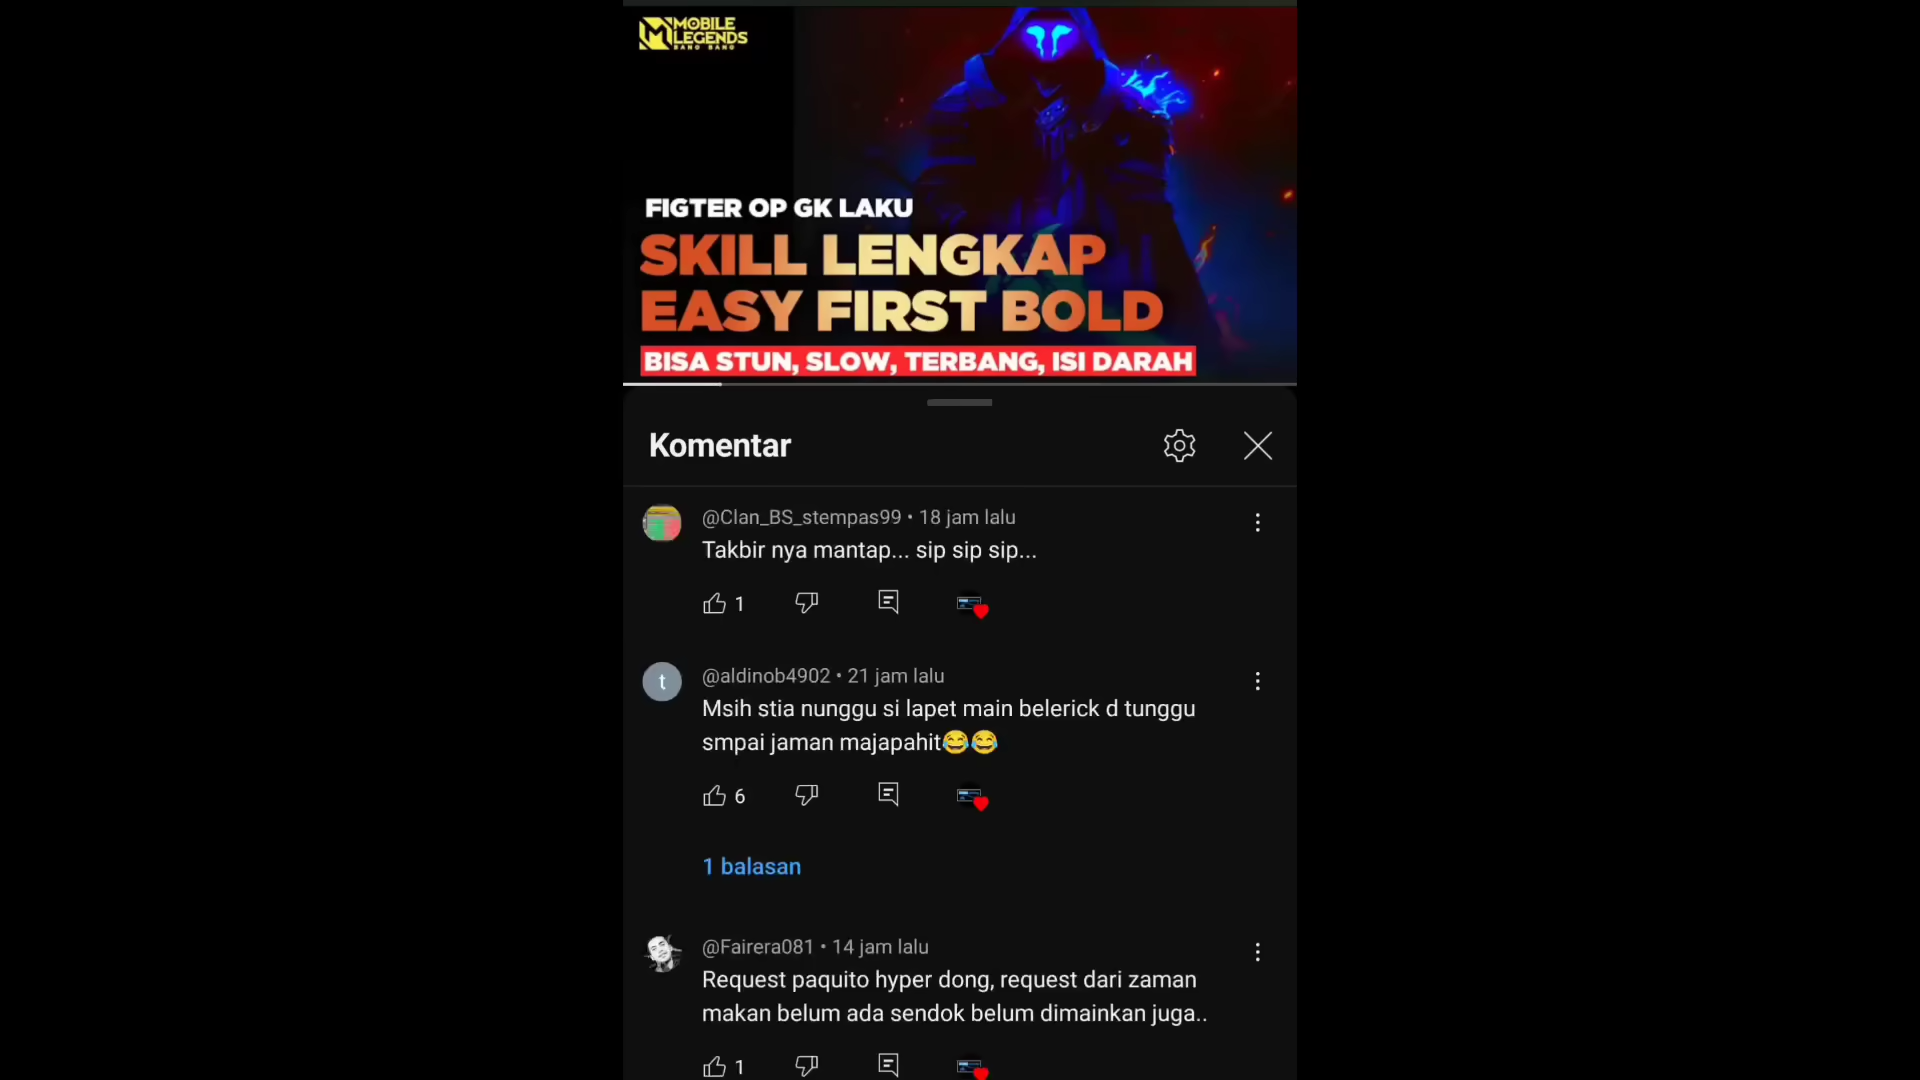 MOBILE
LEGENDS
BANG BANG
FIGTER OP GK LAKU
SKILL LENGKAP
EASY FIRST BOLD
BISA STUN, SLOW, TERBANG, ISI DARAH
Komentar
@Clan_BS_stempas99 • 18 jam lalu
Takbir nya mantap... sip sip sip...
1
t
@aldinob4902 • 21 jam lalu
Msih stia nunggu si lapet main belerick d tunggu
smpai jaman majapahit😂😂
6
1 balasan
@Fairera081 • 14 jam lalu
Request paquito hyper dong, request dari zaman
makan belum ada sendok belum dimainkan juga..
1